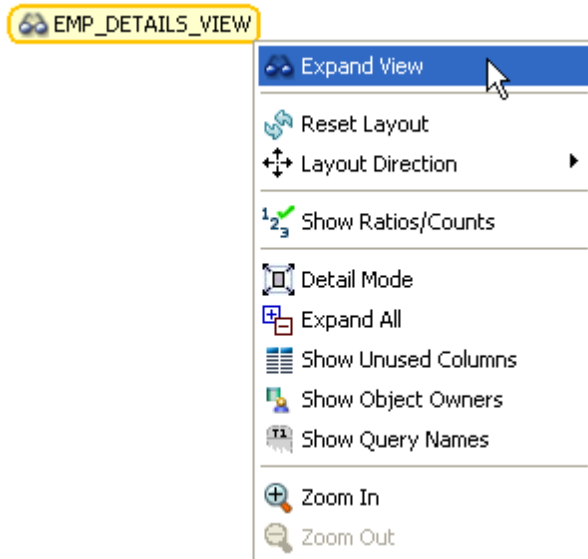 EMP_DETAILS_VIEW
Expand View
Reset Layout
Layout Direction
Show Ratios/Counts
Detail Mode
Expand All
Show Unused Columns
Show Object Owners
Show Query Names
Zoom In
Zoom Out